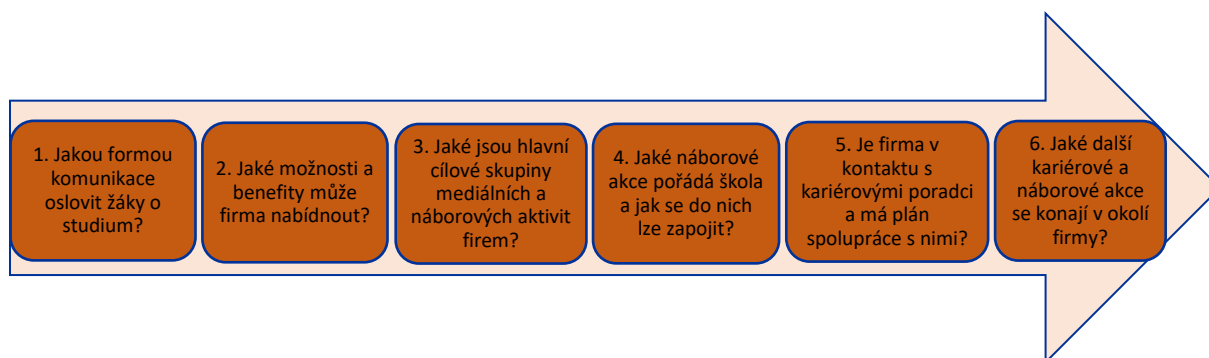 1. Jakou formou
komunikace
oslovit žáky o
studium?
2. Jaké možnosti a
benefity může
firma nabídnout?
3. Jaké jsou hlavní
cílové skupiny
mediálních a
náborových aktivit
firem?
4. Jaké náborové
akce pořádá škola
a jak se do nich
lze zapojit?
5. Je firma v
kontaktu s
kariérovými poradci
a má plán
spolupráce s nimi?
6. Jaké další
kariérové a
náborové akce
se konají v okolí
firmy?